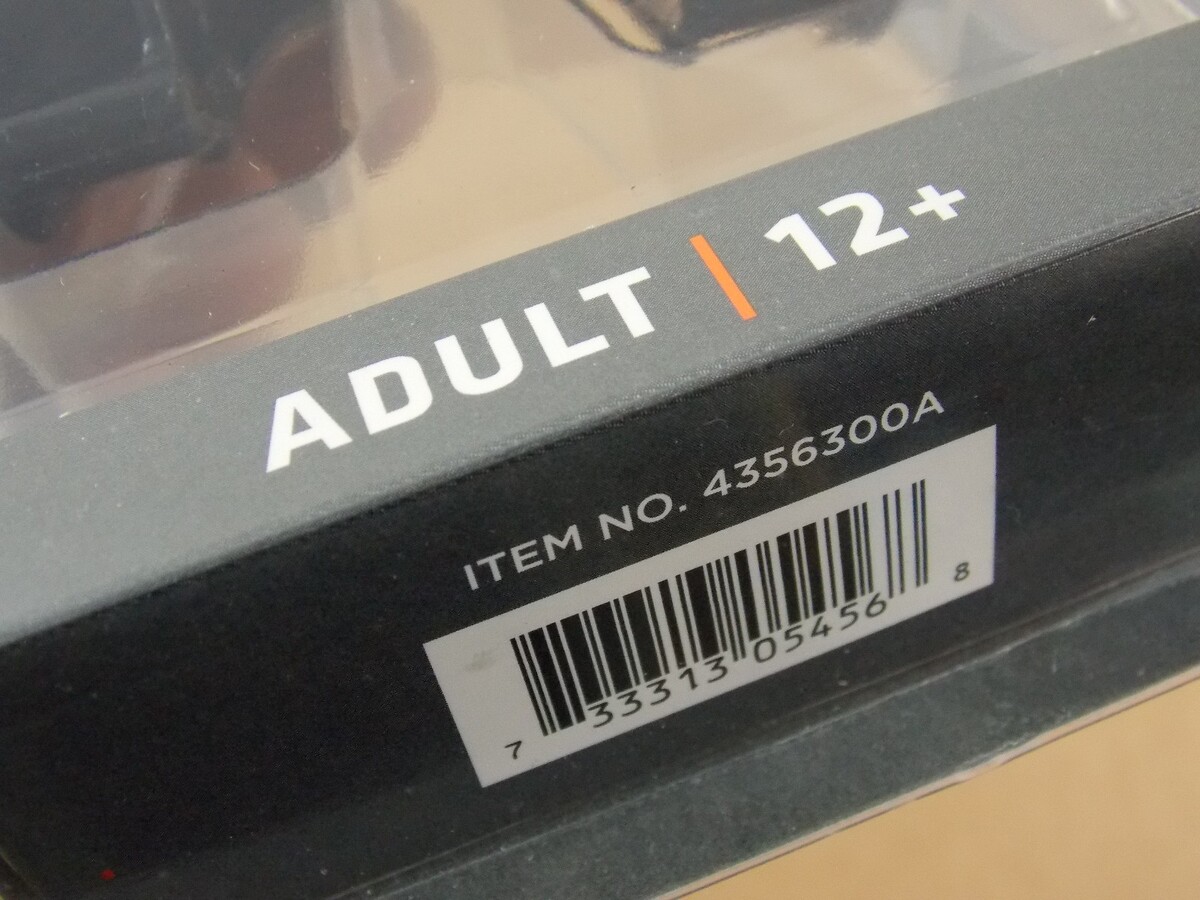 ADULT | 12+
ITEM NO. 4356300A
7 33313 05456 8